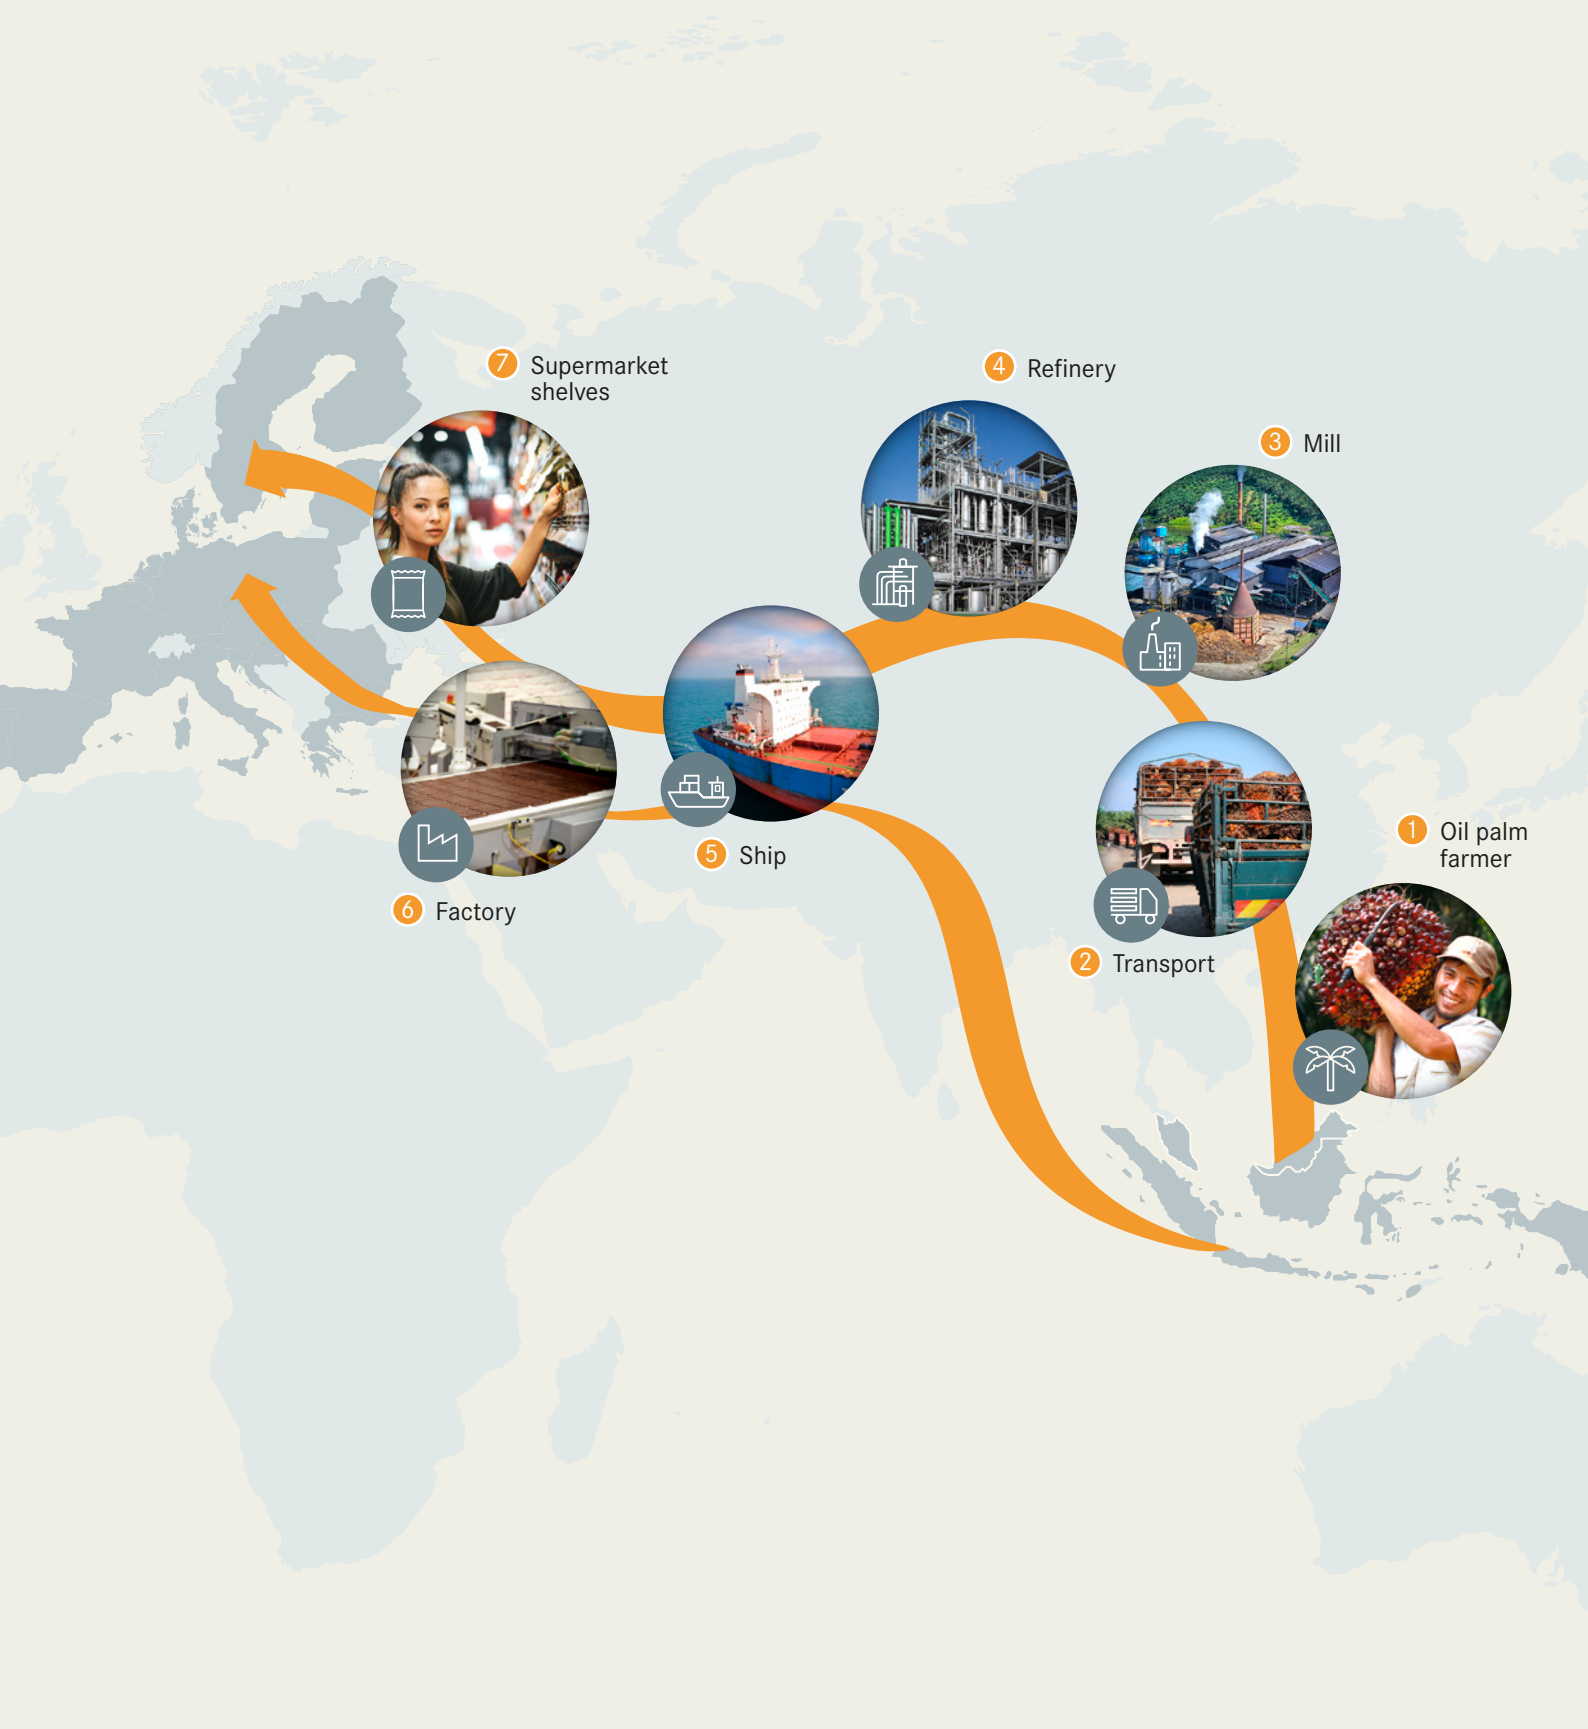 7 Supermarket
shelves
4 Refinery
3 Mill
1 Oil palm
farmer
5 Ship
6 Factory
2 Transport